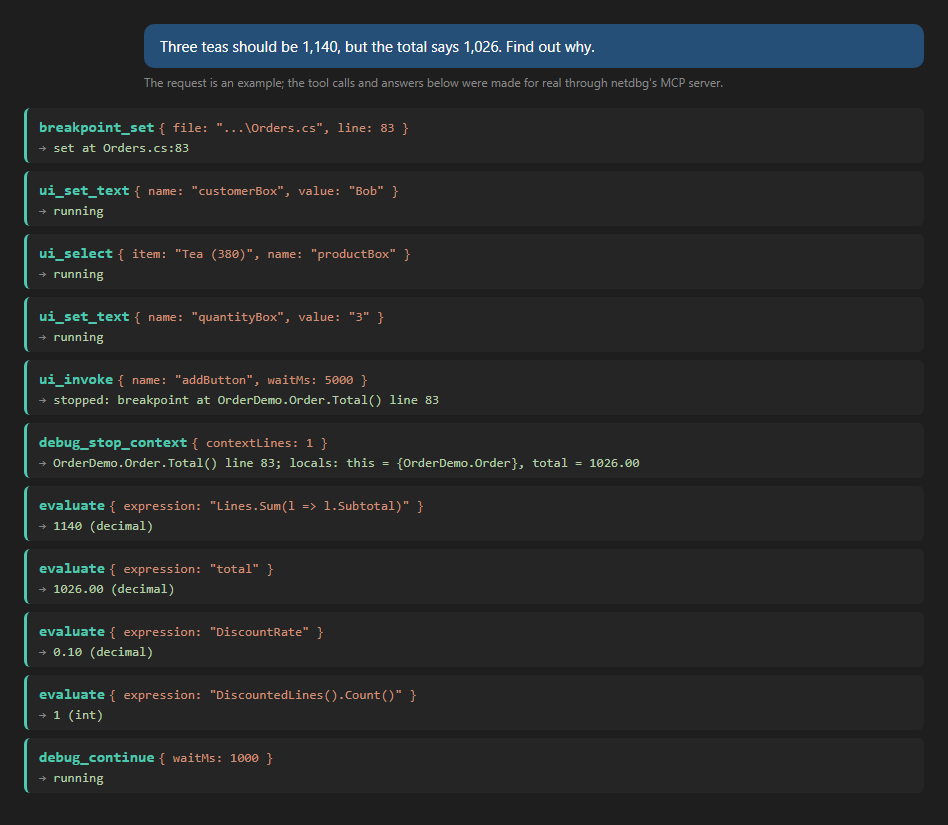 Three teas should be 1,140, but the total says 1,026. Find out why.
The request is an example; the tool calls and answers below were made for real through netdbg's MCP server.
breakpoint_set { file: "...\Orders.cs", line: 83 }
→ set at Orders.cs:83
ui_set_text { name: "customerBox", value: "Bob" }
→ running
ui_select { item: "Tea (380)", name: "productBox" }
→ running
ui_set_text { name: "quantityBox", value: "3" }
→ running
ui_invoke { name: "addButton", waitMs: 5000 }
→ stopped: breakpoint at OrderDemo.Order.Total() line 83
debug_stop_context { contextLines: 1 }
→ OrderDemo.Order.Total() line 83; locals: this = {OrderDemo.Order}, total = 1026.00
evaluate { expression: "Lines.Sum(l => l.Subtotal)" }
→ 1140 (decimal)
evaluate { expression: "total" }
→ 1026.00 (decimal)
evaluate { expression: "DiscountRate" }
→ 0.10 (decimal)
evaluate { expression: "DiscountedLines().Count()" }
→ 1 (int)
debug_continue { waitMs: 1000 }
→ running